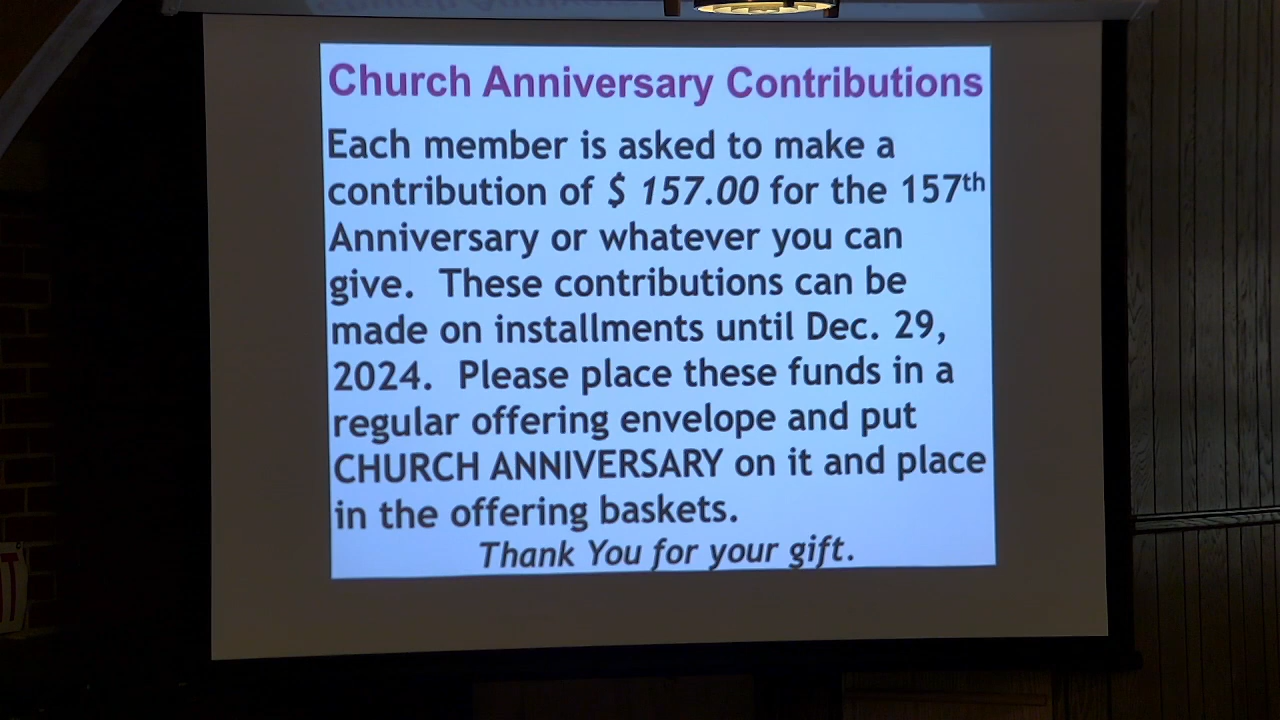 Church Anniversary Contributions
Each member is asked to make a
contribution of $ 157.00 for the 157th
Anniversary or whatever you can
give. These contributions can be
made on installments until Dec. 29,
2024. Please place these funds in a
regular offering envelope and put
CHURCH ANNIVERSARY on it and place
in the offering baskets.
Thank You for your gift.